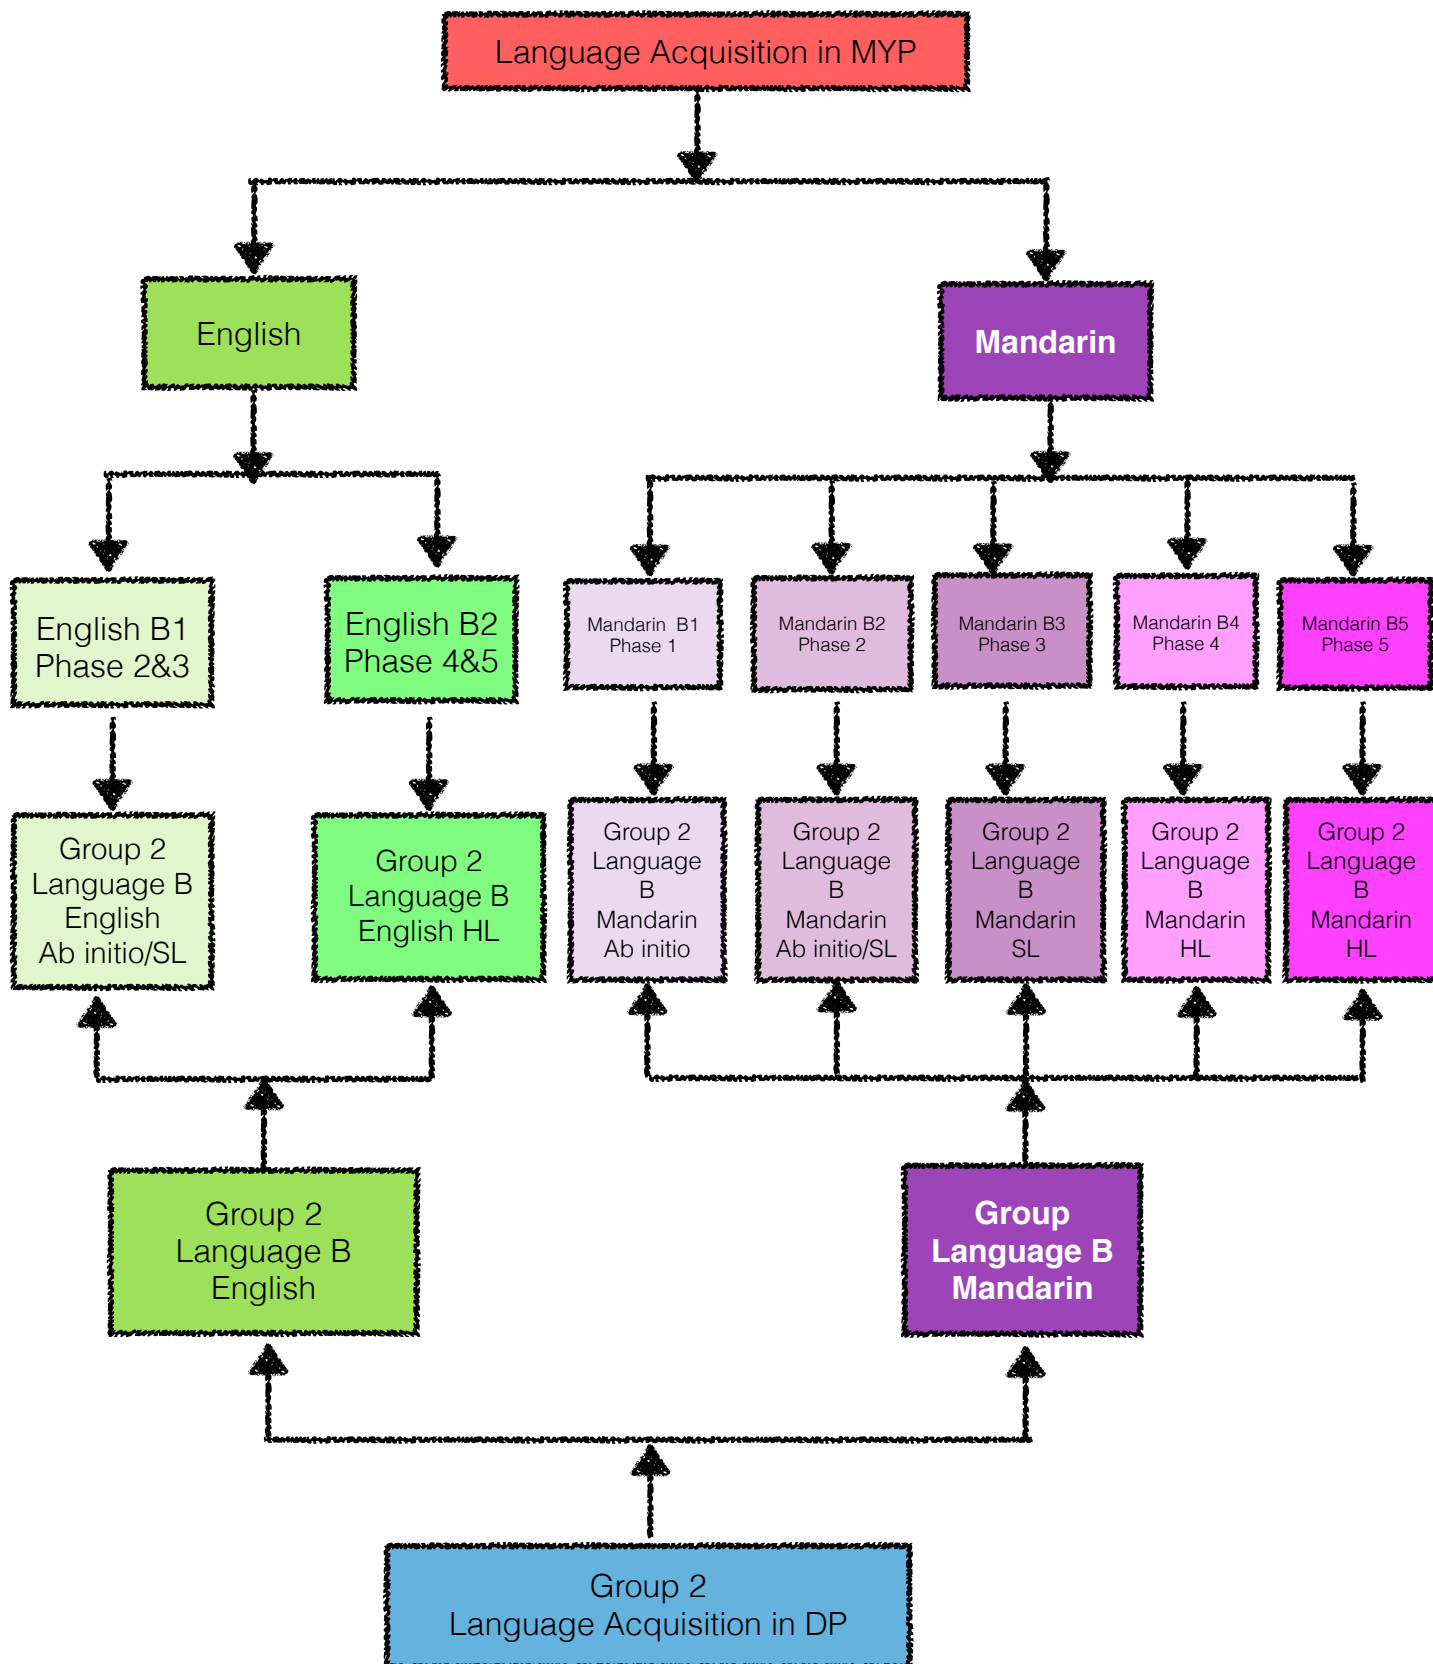 Language Acquisition in MYP
English
Mandarin
English B1
Phase 2&3
English B2
Phase 4&5
Mandarin B1
Phase 1
Mandarin B2
Phase 2
Mandarin B3
Phase 3
Mandarin B4
Phase 4
Mandarin B5
Phase 5
Group 2
Language B
English
Ab initio/SL
Group 2
Language B
English HL
Group 2
Language
B
Mandarin
Ab initio
Group 2
Language
B
Mandarin
Ab initio/SL
Group 2
Language
B
Mandarin
SL
Group 2
Language
B
Mandarin
HL
Group 2
Language
B
Mandarin
HL
Group 2
Language B
English
Group
Language B
Mandarin
Group 2
Language Acquisition in DP